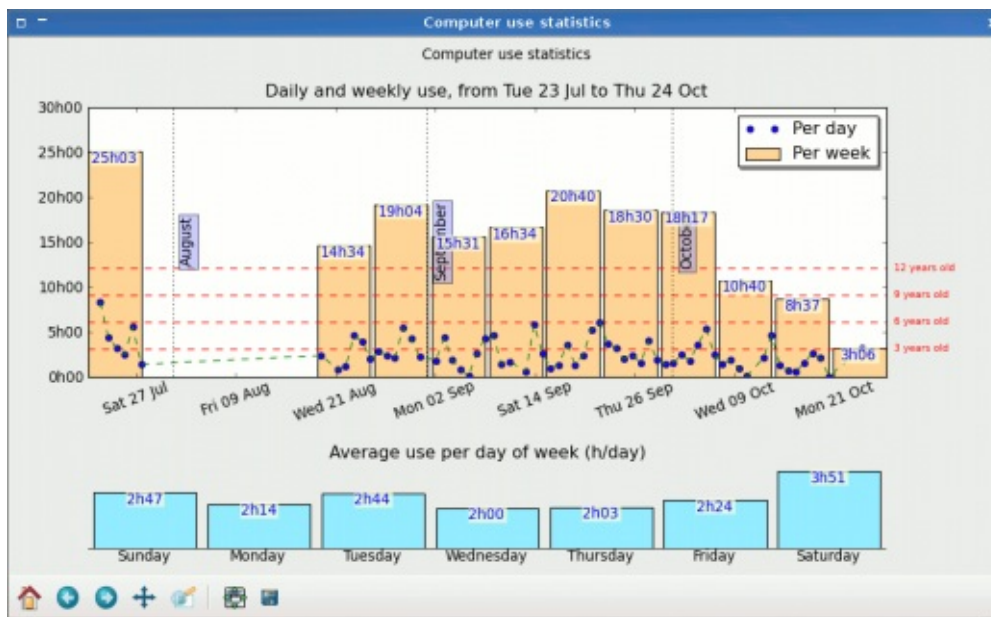 Computer use statistics
Computer use statistics
Daily and weekly use, from Tue 23 Jul to Thu 24 Oct
30h00
25h00
20h00
15h00
10h00
5h00
0h00
Per day
Per week
25h03
14h34
19h04
15h31
16h34
20h40
18h30
18h17
10h40
8h37
3h06
August
September
October
12 years old
9 years old
6 years old
3 years old
Sat 27 Jul
Fri 09 Aug
Wed 21 Aug
Mon 02 Sep
Sat 14 Sep
Thu 26 Sep
Wed 09 Oct
Mon 21 Oct
Average use per day of week (h/day)
2h47
2h14
2h44
2h00
2h03
2h24
3h51
Sunday
Monday
Tuesday
Wednesday
Thursday
Friday
Saturday